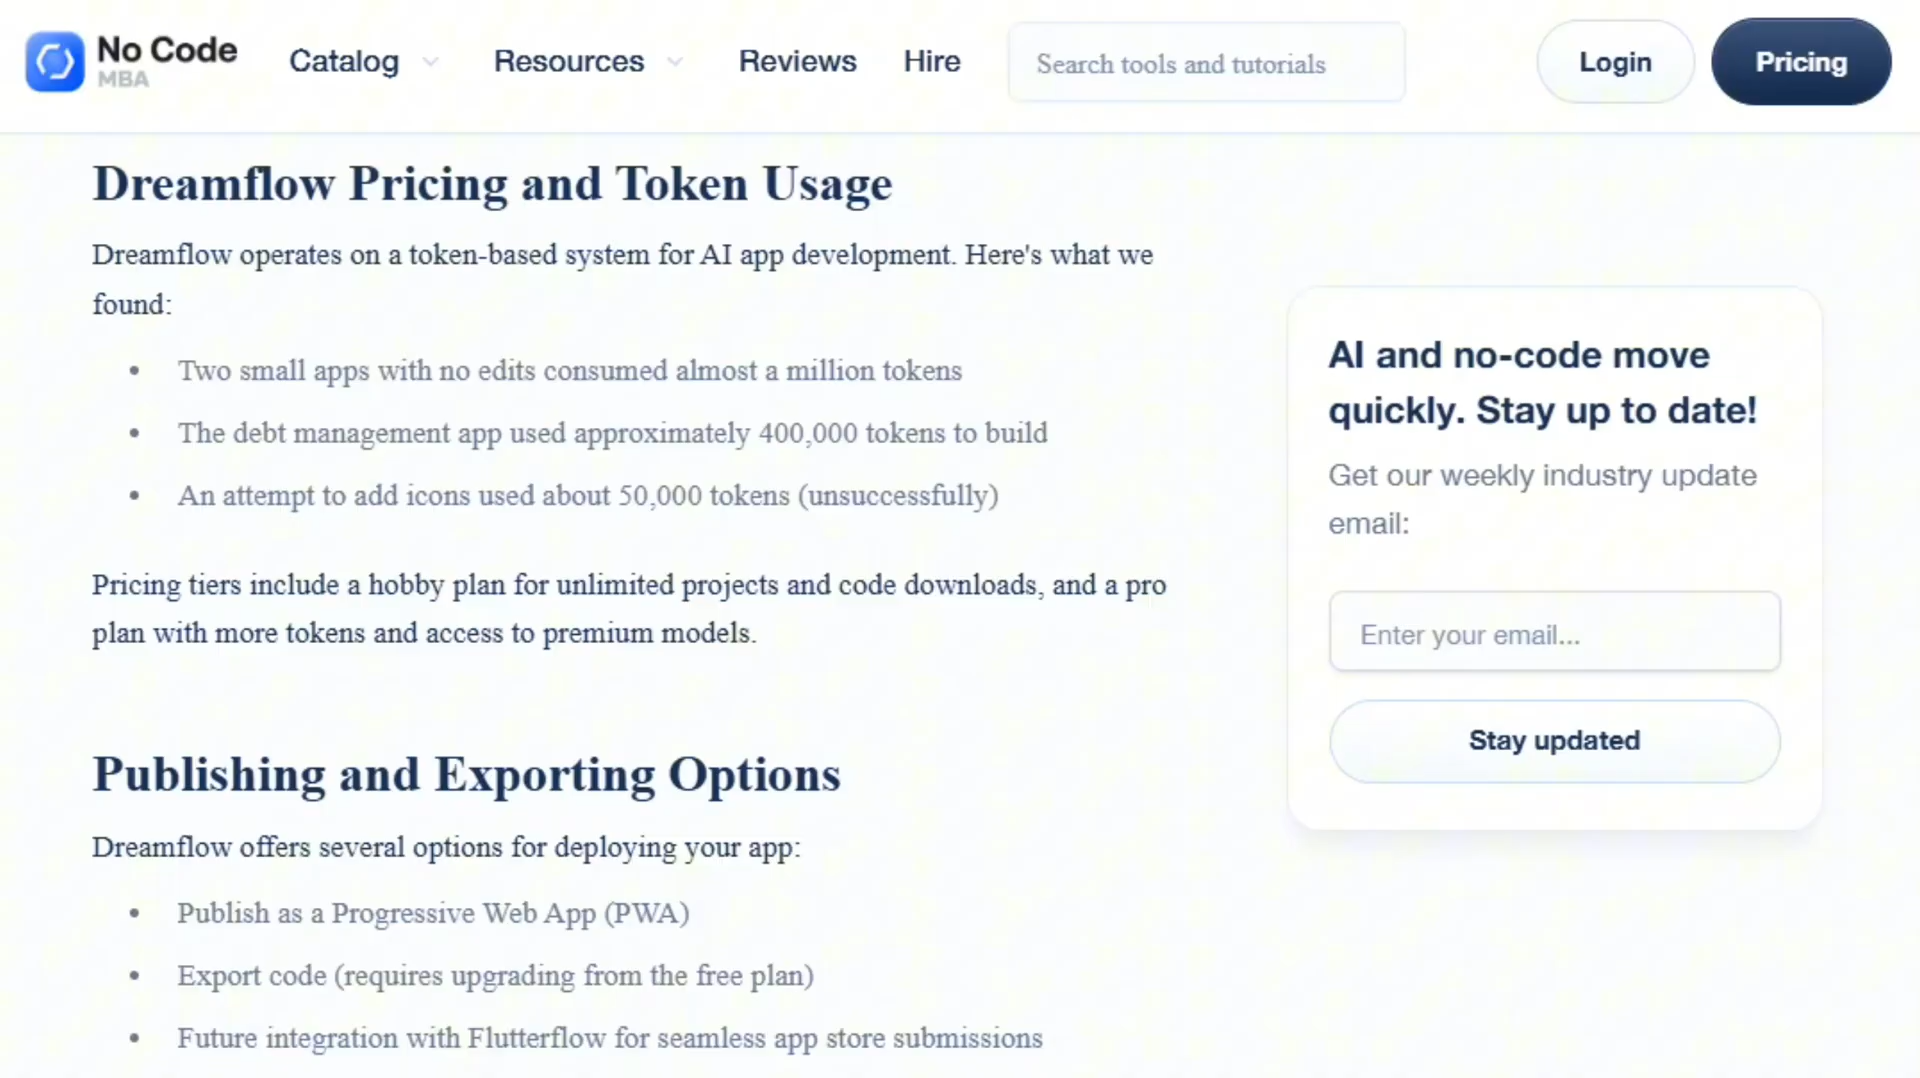 No Code
MBA
Catalog
Resources
Reviews
Hire
Search tools and tutorials
Login
Pricing
Dreamflow Pricing and Token Usage
Dreamflow operates on a token-based system for AI app development. Here's what we
found:
• Two small apps with no edits consumed almost a million tokens
• The debt management app used approximately 400,000 tokens to build
• An attempt to add icons used about 50,000 tokens (unsuccessfully)
Pricing tiers include a hobby plan for unlimited projects and code downloads, and a pro
plan with more tokens and access to premium models.
Publishing and Exporting Options
Dreamflow offers several options for deploying your app:
• Publish as a Progressive Web App (PWA)
• Export code (requires upgrading from the free plan)
• Future integration with Flutterflow for seamless app store submissions
AI and no-code move
quickly. Stay up to date!
Get our weekly industry update
email:
Enter your email...
Stay updated